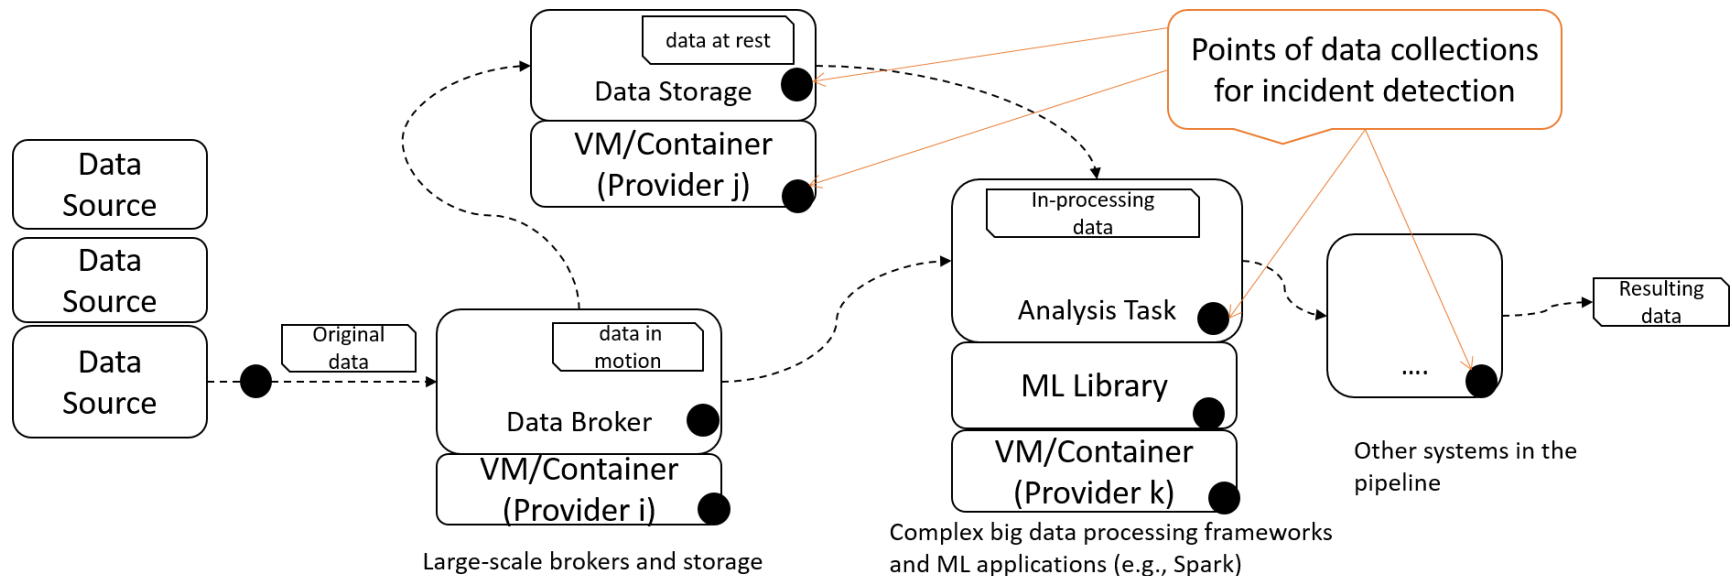 data at rest
Data Storage
VM/Container
(Provider j)
Points of data collections
for incident detection
Data
Source
Data
Source
Data
Source
Original
data
data in
motion
Data Broker
VM/Container
(Provider i)
Large-scale brokers and storage
In-processing
data
Analysis Task
ML Library
VM/Container
(Provider k)
Complex big data processing frameworks
and ML applications (e.g., Spark)
....
Other systems in the
pipeline
Resulting
data